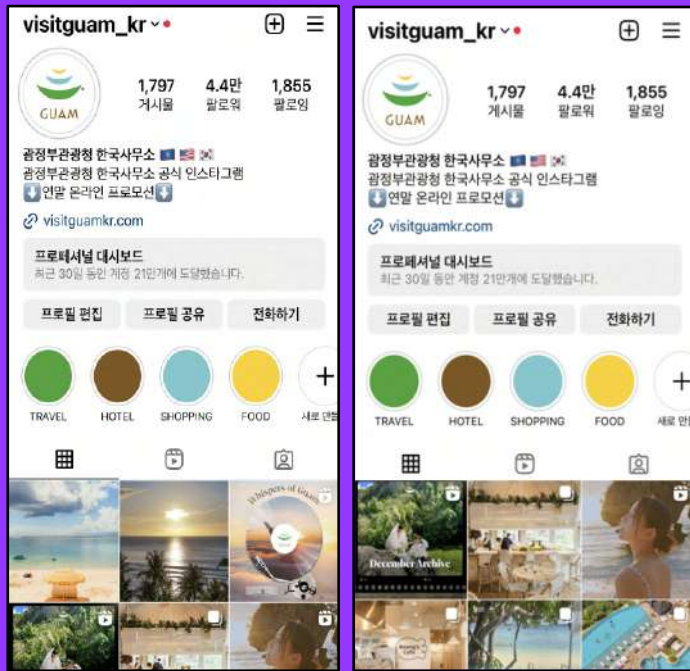 visitguam_kr
1,797 4.4만 1,855
게시물 팔로워 팔로잉
GUAM
괌정부관광청 한국사무소
괌정부관광청 한국사무소 공식 인스타그램
연말 온라인 프로모션
visitguamkr.com
프로페셔널 대시보드
최근 30일 동안 계정 21만개에 도달했습니다.
프로필 편집 프로필 공유 전화하기
TRAVEL HOTEL SHOPPING FOOD 새로 만들
Whispers of Guam
GUAM
visitguam_kr
1,797 4.4만 1,855
게시물 팔로워 팔로잉
GUAM
괌정부관광청 한국사무소
괌정부관광청 한국사무소 공식 인스타그램
연말 온라인 프로모션
visitguamkr.com
프로페셔널 대시보드
최근 30일 동안 계정 21만개에 도달했습니다.
프로필 편집 프로필 공유 전화하기
TRAVEL HOTEL SHOPPING FOOD 새로 만
December Archive